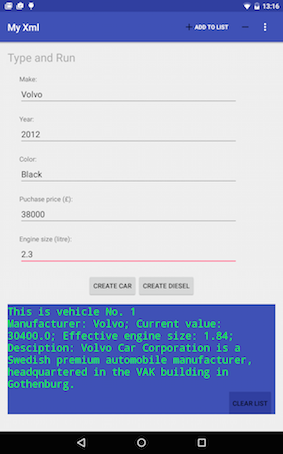 13:16
My Xml
+ ADD TO LIST
Type and Run
Make:
Volvo
Year:
2012
Color:
Black
Puchase price (£):
38000
Engine size (litre):
2.3
CREATE CAR CREATE DIESEL
This is vehicle No. 1
Manufacturer: Volvo; Current value:
30400.0; Effective engine size: 1.84;
Desciption: Volvo Car Corporation is a
Swedish premium automobile manufacturer,
headquartered in the VAK building in
Gothenburg.
CLEAR LIST